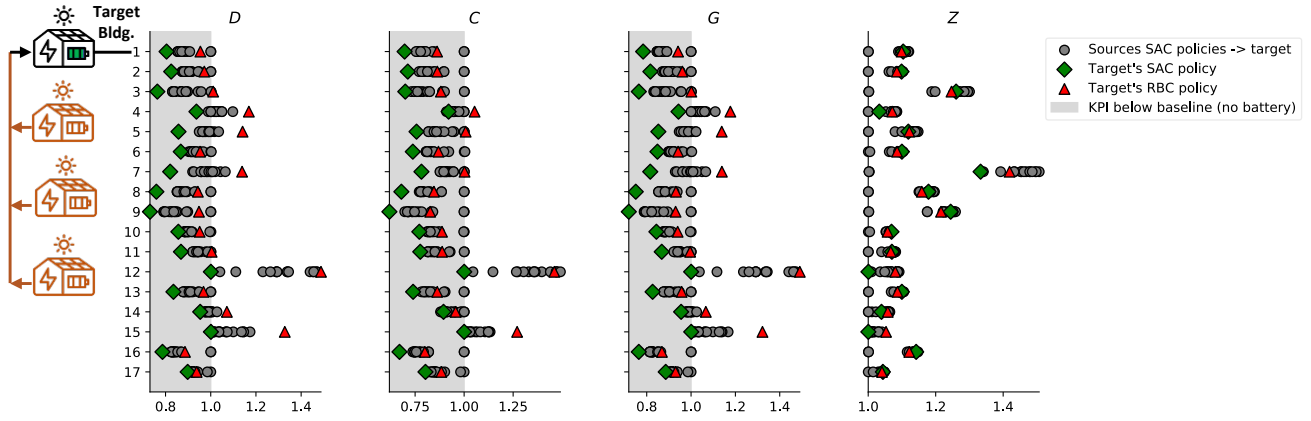 Target
Bldg.
D
C
G
Z
1
2
3
4
5
6
7
8
9
10
11
12
13
14
15
16
17
0.8 1.0 1.2 1.4
0.75 1.00 1.25
0.8 1.0 1.2 1.4
1.0 1.2 1.4
Sources SAC policies -> target
Target's SAC policy
Target's RBC policy
KPI below baseline (no battery)